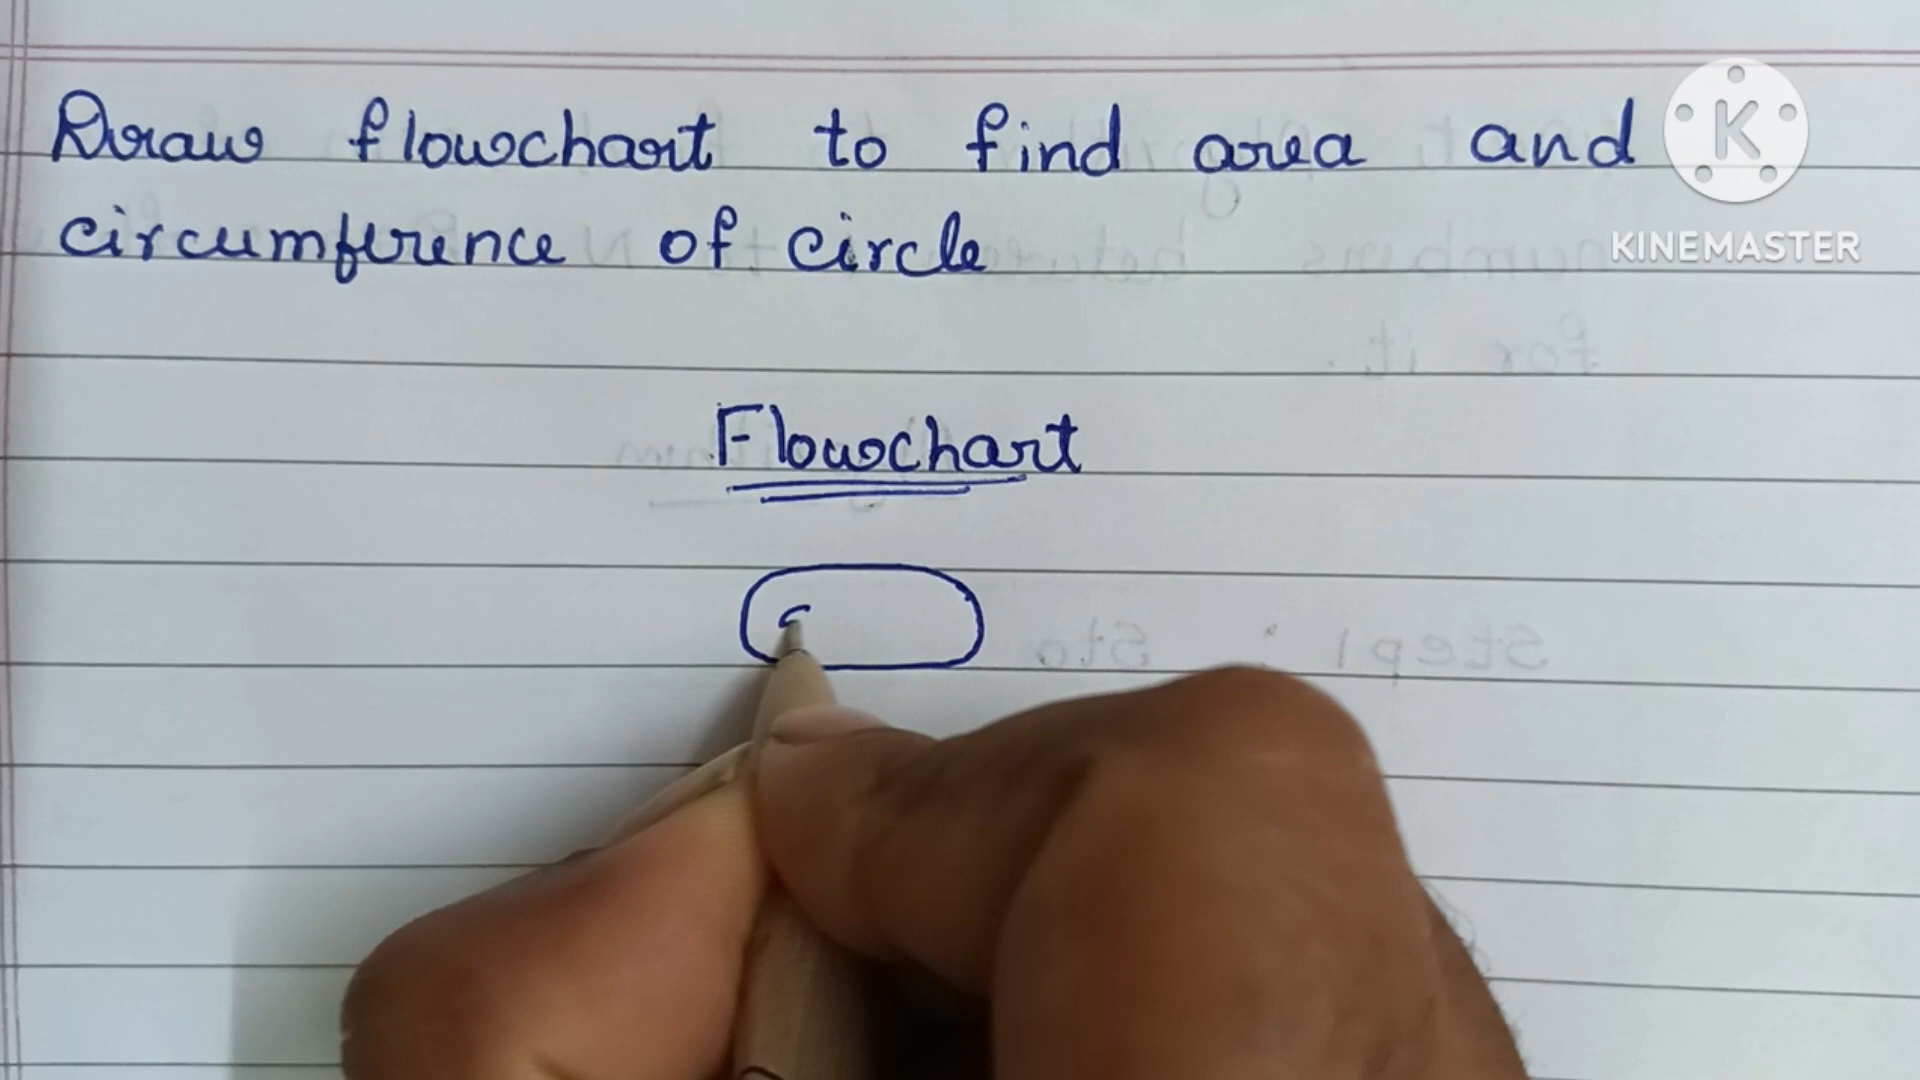 Draw flowchart to find area and
circumference of circle
K
KINEMASTER
Flowchart